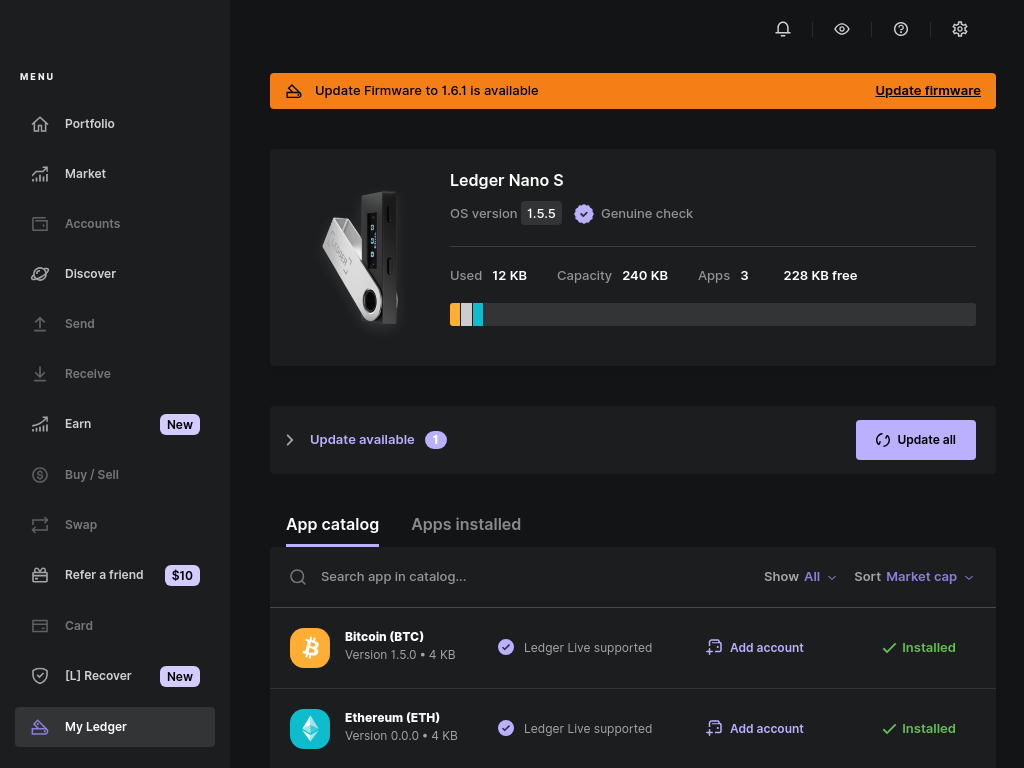 MENU
Portfolio
Market
Accounts
Discover
Send
Receive
Earn New
Buy / Sell
Swap
Refer a friend $10
Card
[L] Recover New
My Ledger
Update Firmware to 1.6.1 is available Update firmware
Ledger Nano S
OS version 1.5.5 Genuine check
Used 12 KB Capacity 240 KB Apps 3 228 KB free
Update available 1 Update all
App catalog Apps installed
Search app in catalog... Show All Sort Market cap
Bitcoin (BTC)
Version 1.5.0 • 4 KB Ledger Live supported Add account Installed
Ethereum (ETH)
Version 0.0.0 • 4 KB Ledger Live supported Add account Installed